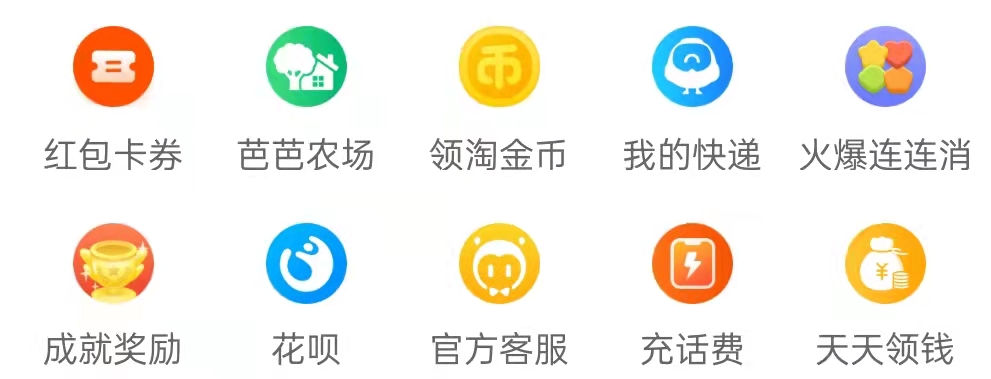 币
红包卡券 芭芭农场 领淘金币 我的快递 火爆连连消
¥
成就奖励 花呗 官方客服 充话费 天天领钱